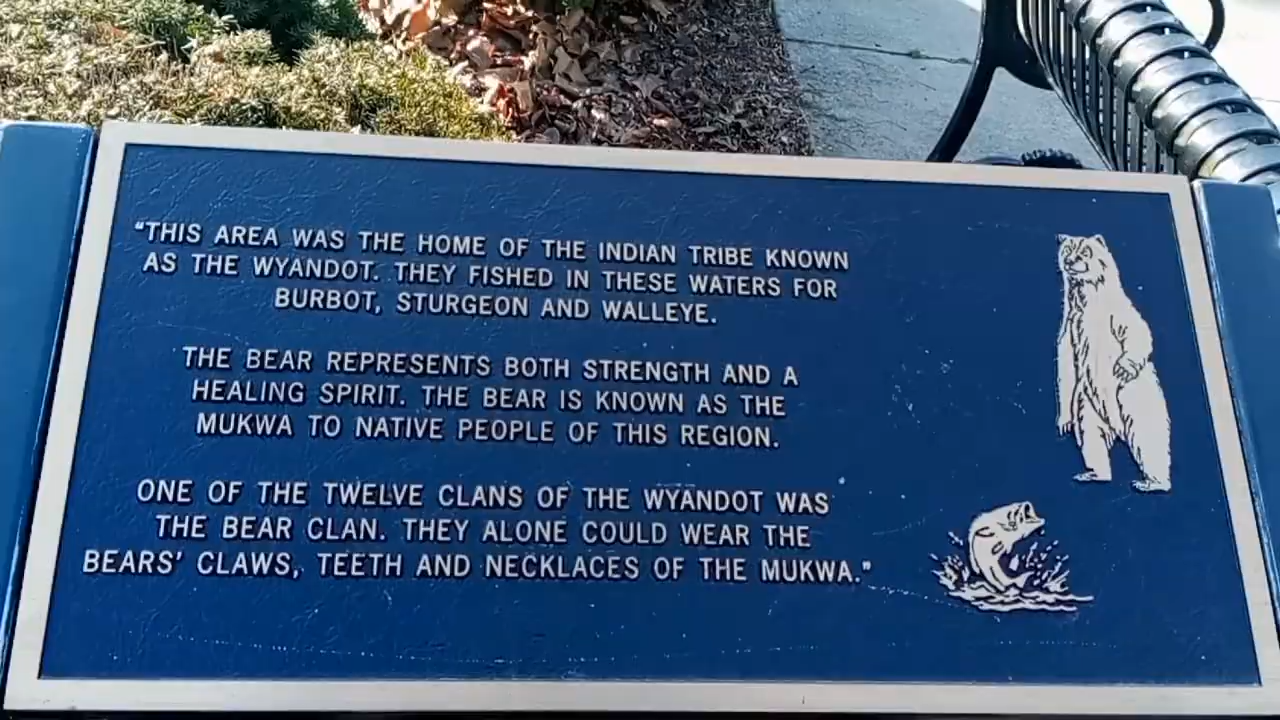 "THIS AREA WAS THE HOME OF THE INDIAN TRIBE KNOWN
AS THE WYANDOT. THEY FISHED IN THESE WATERS FOR
BURBOT, STURGEON AND WALLEYE.
THE BEAR REPRESENTS BOTH STRENGTH AND A
HEALING SPIRIT. THE BEAR IS KNOWN AS THE
MUKWA TO NATIVE PEOPLE OF THIS REGION.
ONE OF THE TWELVE CLANS OF THE WYANDOT WAS
THE BEAR CLAN. THEY ALONE COULD WEAR THE
BEARS' CLAWS, TEETH AND NECKLACES OF THE MUKWA."